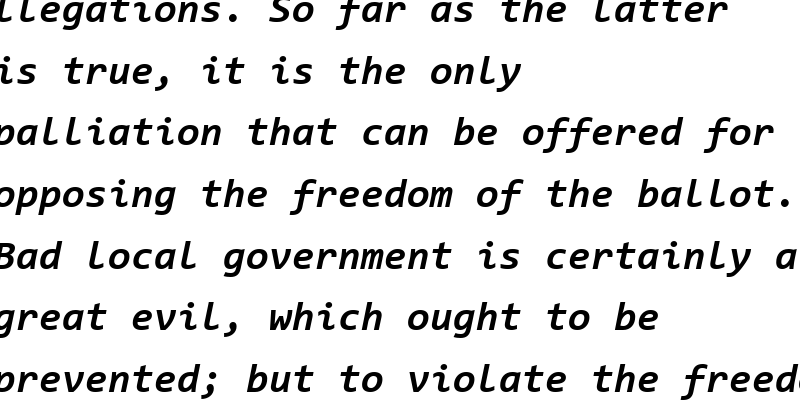 llegations. So far as the latter
is true, it is the only
palliation that can be offered for
opposing the freedom of the ballot.
Bad local government is certainly a
great evil, which ought to be
prevented; but to violate the freedo